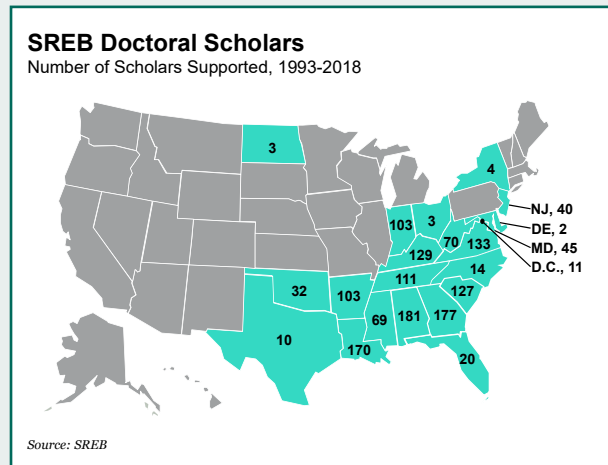 SREB Doctoral Scholars
Number of Scholars Supported, 1993-2018
3
4
NJ, 40
DE, 2
MD, 45
D.C., 11
103
3
70
133
129
111
14
32
103
127
69
181
177
10
170
20
Source: SREB